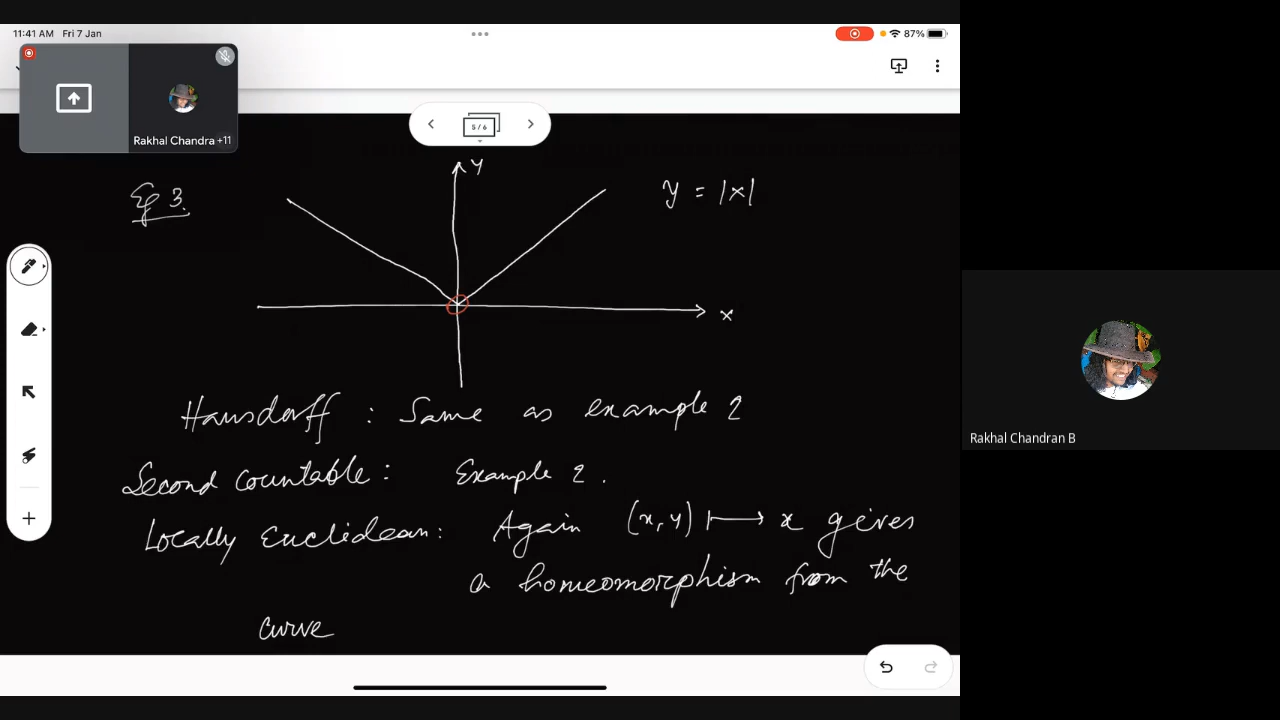 11:41 AM Fri 7 Jan
87%
Rakhal Chandra +11
5/6
Eg 3.
y
y = |x|
x
Hausdorff : Same as example 2
Second Countable : Example 2.
Locally Euclidean: Again (x, y) ⟼ x gives
a homeomorphism from the
curve
Rakhal Chandran B